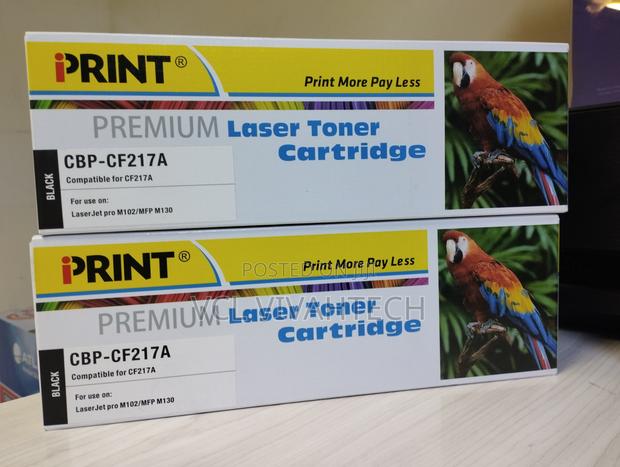 iPRINT®
Print More Pay Less
PREMIUM Laser Toner
Cartridge
BLACK
CBP-CF217A
Compatible for CF217A
For use on:
LaserJet pro M102/MFP M130
iPRINT®
Print More Pay Less
POSTED ON JIJI
VCL VIVAHTECH
PREMIUM Laser Toner
Cartridge
BLACK
CBP-CF217A
Compatible for CF217A
For use on:
LaserJet pro M102/MFP M130